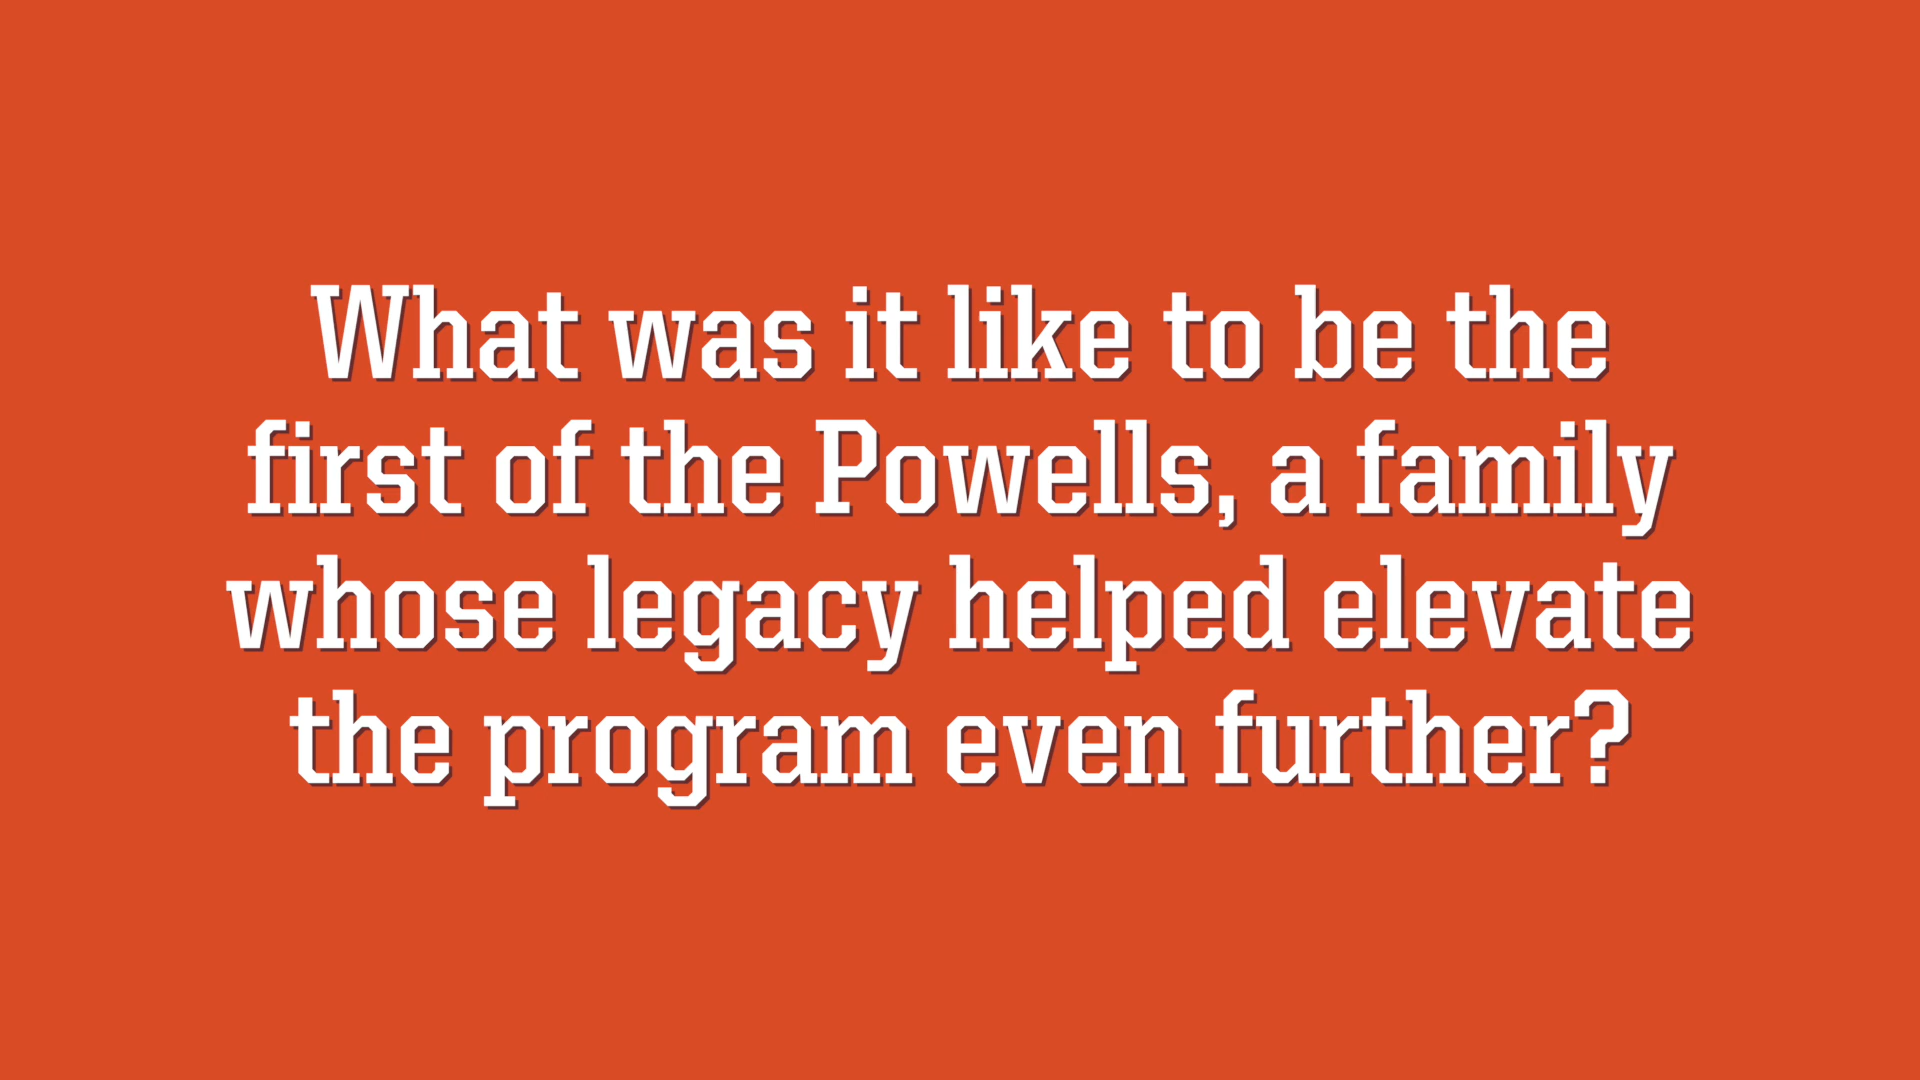 What was it like to be the
first of the Powells, a family
whose legacy helped elevate
the program even further?